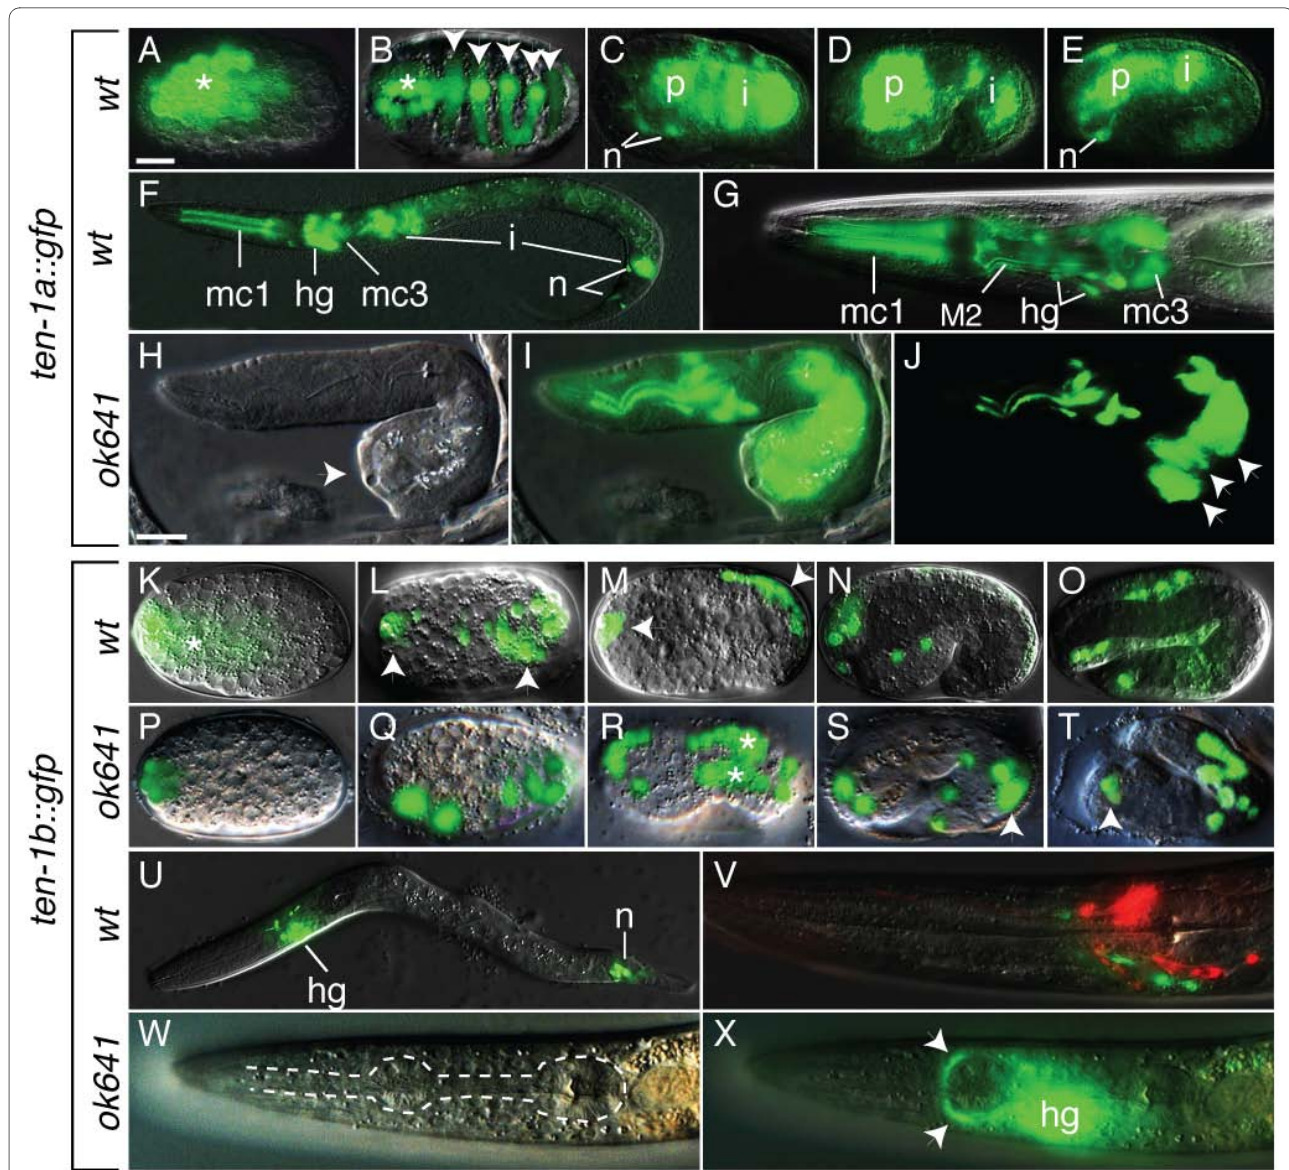 ten-1a::gfp
wt
A
*
B
*
C
p
i
n
D
p
i
E
p
i
n
wt
F
mc1
hg
mc3
i
n
G
mc1
M2
hg
mc3
ok641
H
I
J
ten-1b::gfp
wt
K
*
L
M
N
O
ok641
P
Q
R
*
*
S
T
wt
U
hg
n
V
ok641
W
X
hg